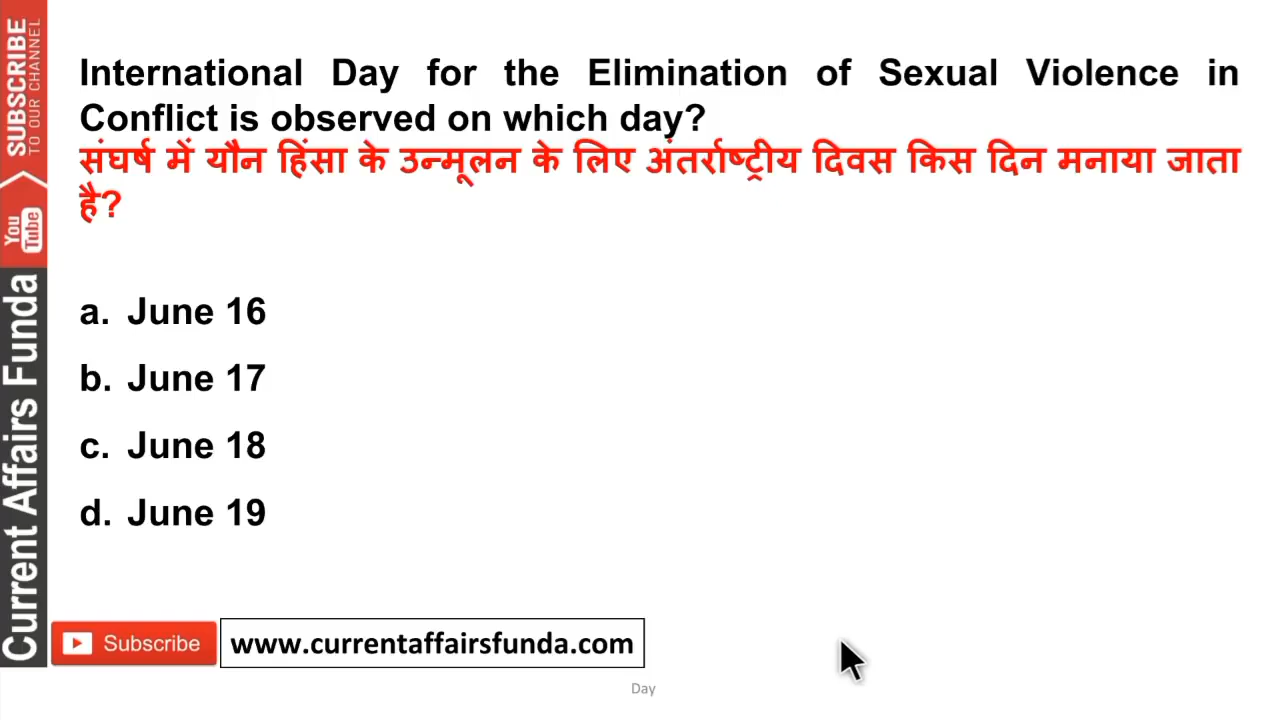 International Day for the Elimination of Sexual Violence in
Conflict is observed on which day?
संघर्ष में यौन हिंसा के उन्मूलन के लिए अंतर्राष्ट्रीय दिवस किस दिन मनाया जाता
है?
a. June 16
b. June 17
c. June 18
d. June 19
SUBSCRIBE
TO OUR CHANNEL
You
Tube
Current Affairs Funda
Subscribe
www.currentaffairsfunda.com
Day